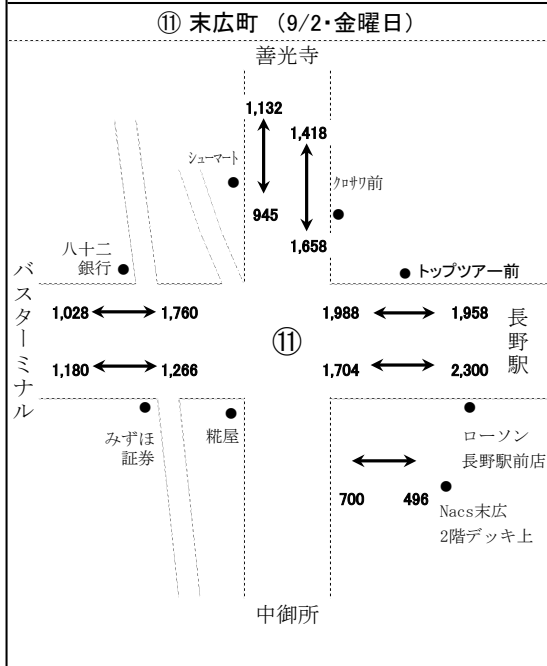 ⑪ 末広町 （9/2・金曜日）
善光寺
1,132
1,418
シューマート
クロサワ前
945
1,658
八十二
銀行
トップツアー前
バスターミナル
1,028
1,760
1,988
1,958
長野駅
⑪
1,180
1,266
1,704
2,300
みずほ
証券
糀屋
ローソン
長野駅前店
700
496
Nacs末広
2階デッキ上
中御所